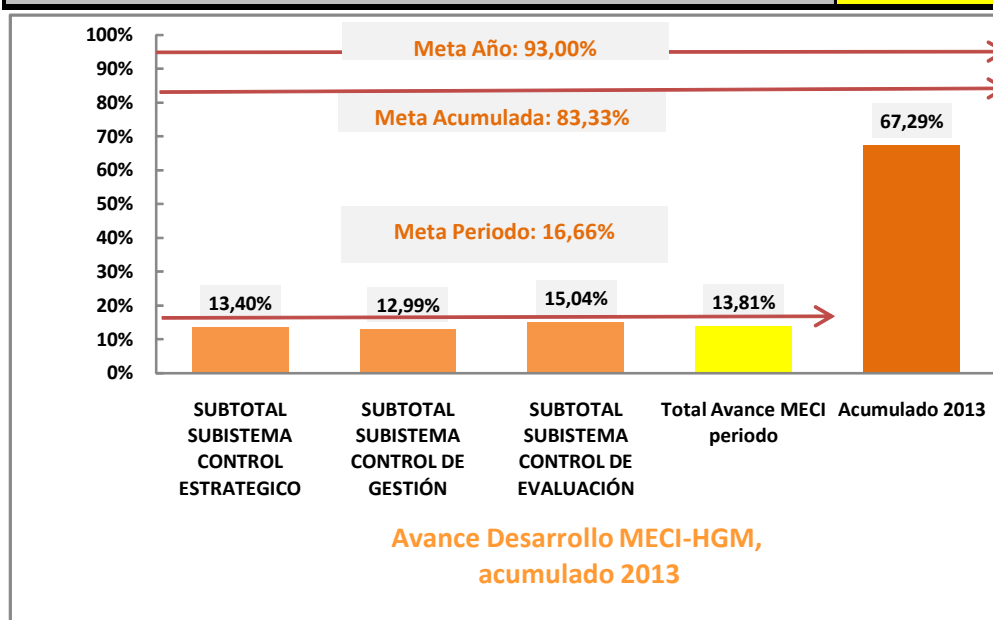 100%
90%
80%
70%
60%
50%
40%
30%
20%
10%
0%
Meta Año: 93,00%
Meta Acumulada: 83,33%
Meta Periodo: 16,66%
13,40%
12,99%
15,04%
13,81%
67,29%
SUBTOTAL
SUBISTEMA
CONTROL
ESTRATEGICO
SUBTOTAL
SUBISTEMA
CONTROL DE
GESTIÓN
SUBTOTAL
SUBISTEMA
CONTROL DE
EVALUACIÓN
Total Avance MECI
periodo
Acumulado 2013
Avance Desarrollo MECI-HGM,
acumulado 2013